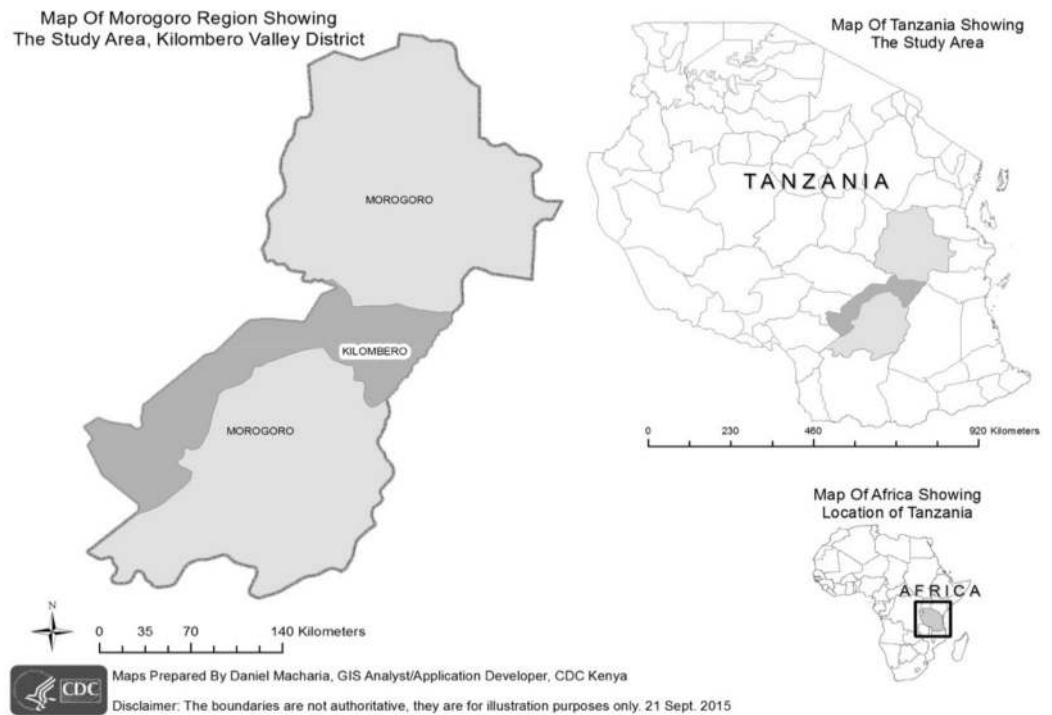 Map Of Morogoro Region Showing
The Study Area, Kilombero Valley District
MOROGORO
KILOMBERO
MOROGORO
N
0 35 70 140 Kilometers
Map Of Tanzania Showing
The Study Area
TANZANIA
0 230 460 920 Kilometers
Map Of Africa Showing
Location of Tanzania
AFRICA
CDC
Maps Prepared By Daniel Macharia, GIS Analyst/Application Developer, CDC Kenya
Disclaimer: The boundaries are not authoritative, they are for illustration purposes only. 21 Sept. 2015